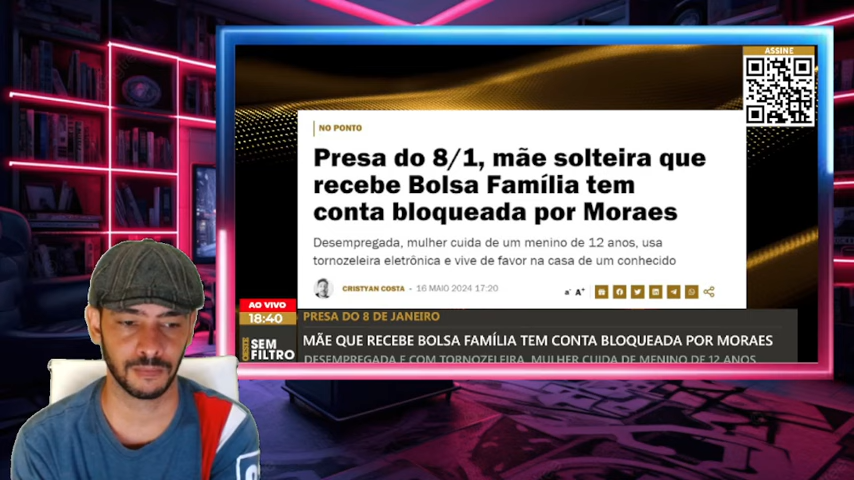 ASSINE
NO PONTO
Presa do 8/1, mãe solteira que
recebe Bolsa Família tem
conta bloqueada por Moraes
Desempregada, mulher cuida de um menino de 12 anos, usa
tornozeleira eletrônica e vive de favor na casa de um conhecido
CRISTYAN COSTA - 16 MAIO 2024 17:20
A- A+
AO VIVO
18:40
OESTE
SEM
FILTRO
PRESA DO 8 DE JANEIRO
MÃE QUE RECEBE BOLSA FAMÍLIA TEM CONTA BLOQUEADA POR MORAES
DESEMPREGADA E COM TORNOZELEIRA, MULHER CUIDA DE MENINO DE 12 ANOS